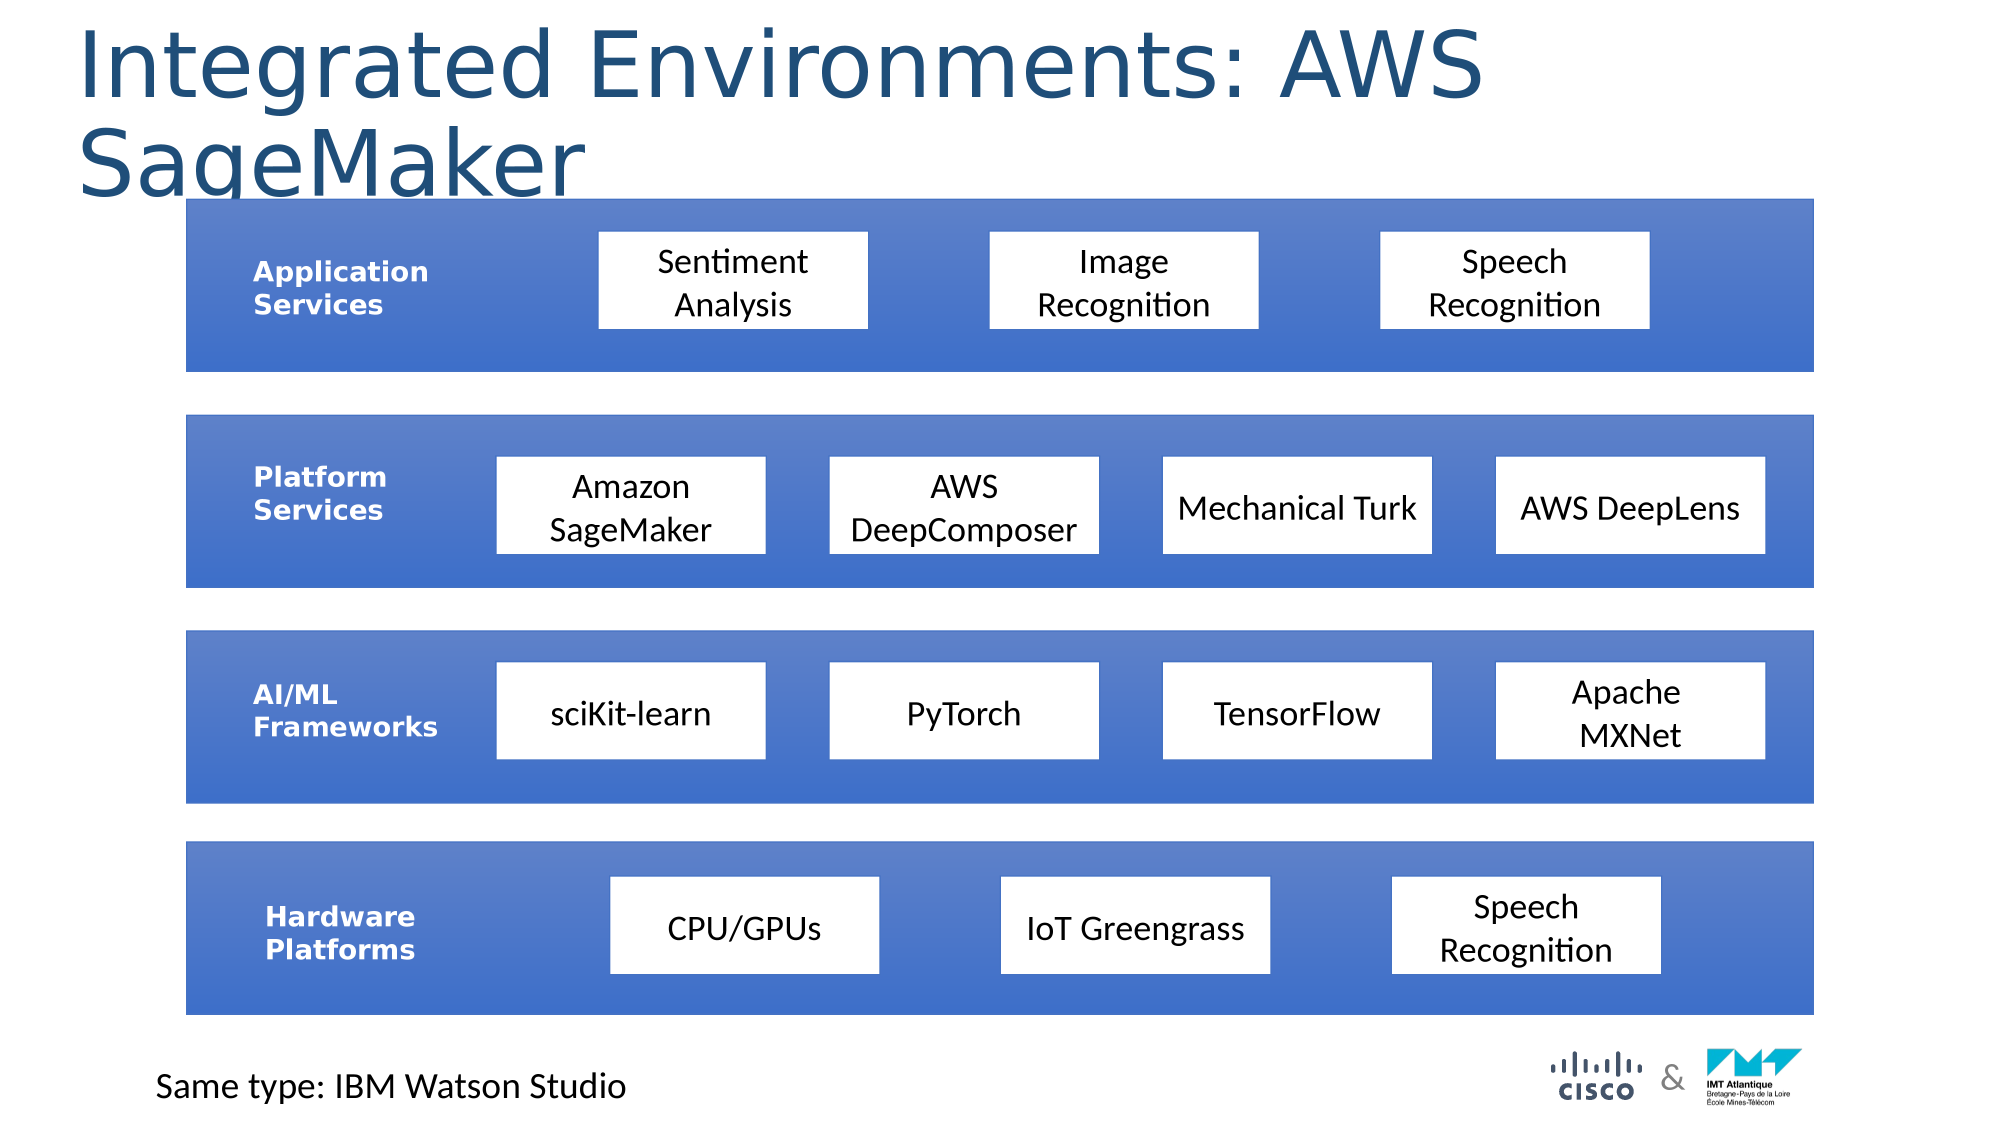 Integrated Environments: AWS
SageMaker
Application
Services
Sentiment
Analysis
Image
Recognition
Speech
Recognition
Platform
Services
Amazon
SageMaker
AWS
DeepComposer
Mechanical Turk
AWS DeepLens
AI/ML
Frameworks
sciKit-learn
PyTorch
TensorFlow
Apache
MXNet
Hardware
Platforms
CPU/GPUs
IoT Greengrass
Speech
Recognition
Same type: IBM Watson Studio
CISCO
&
IMT Atlantique
Bretagne-Pays de la Loire
École Mines-Télécom